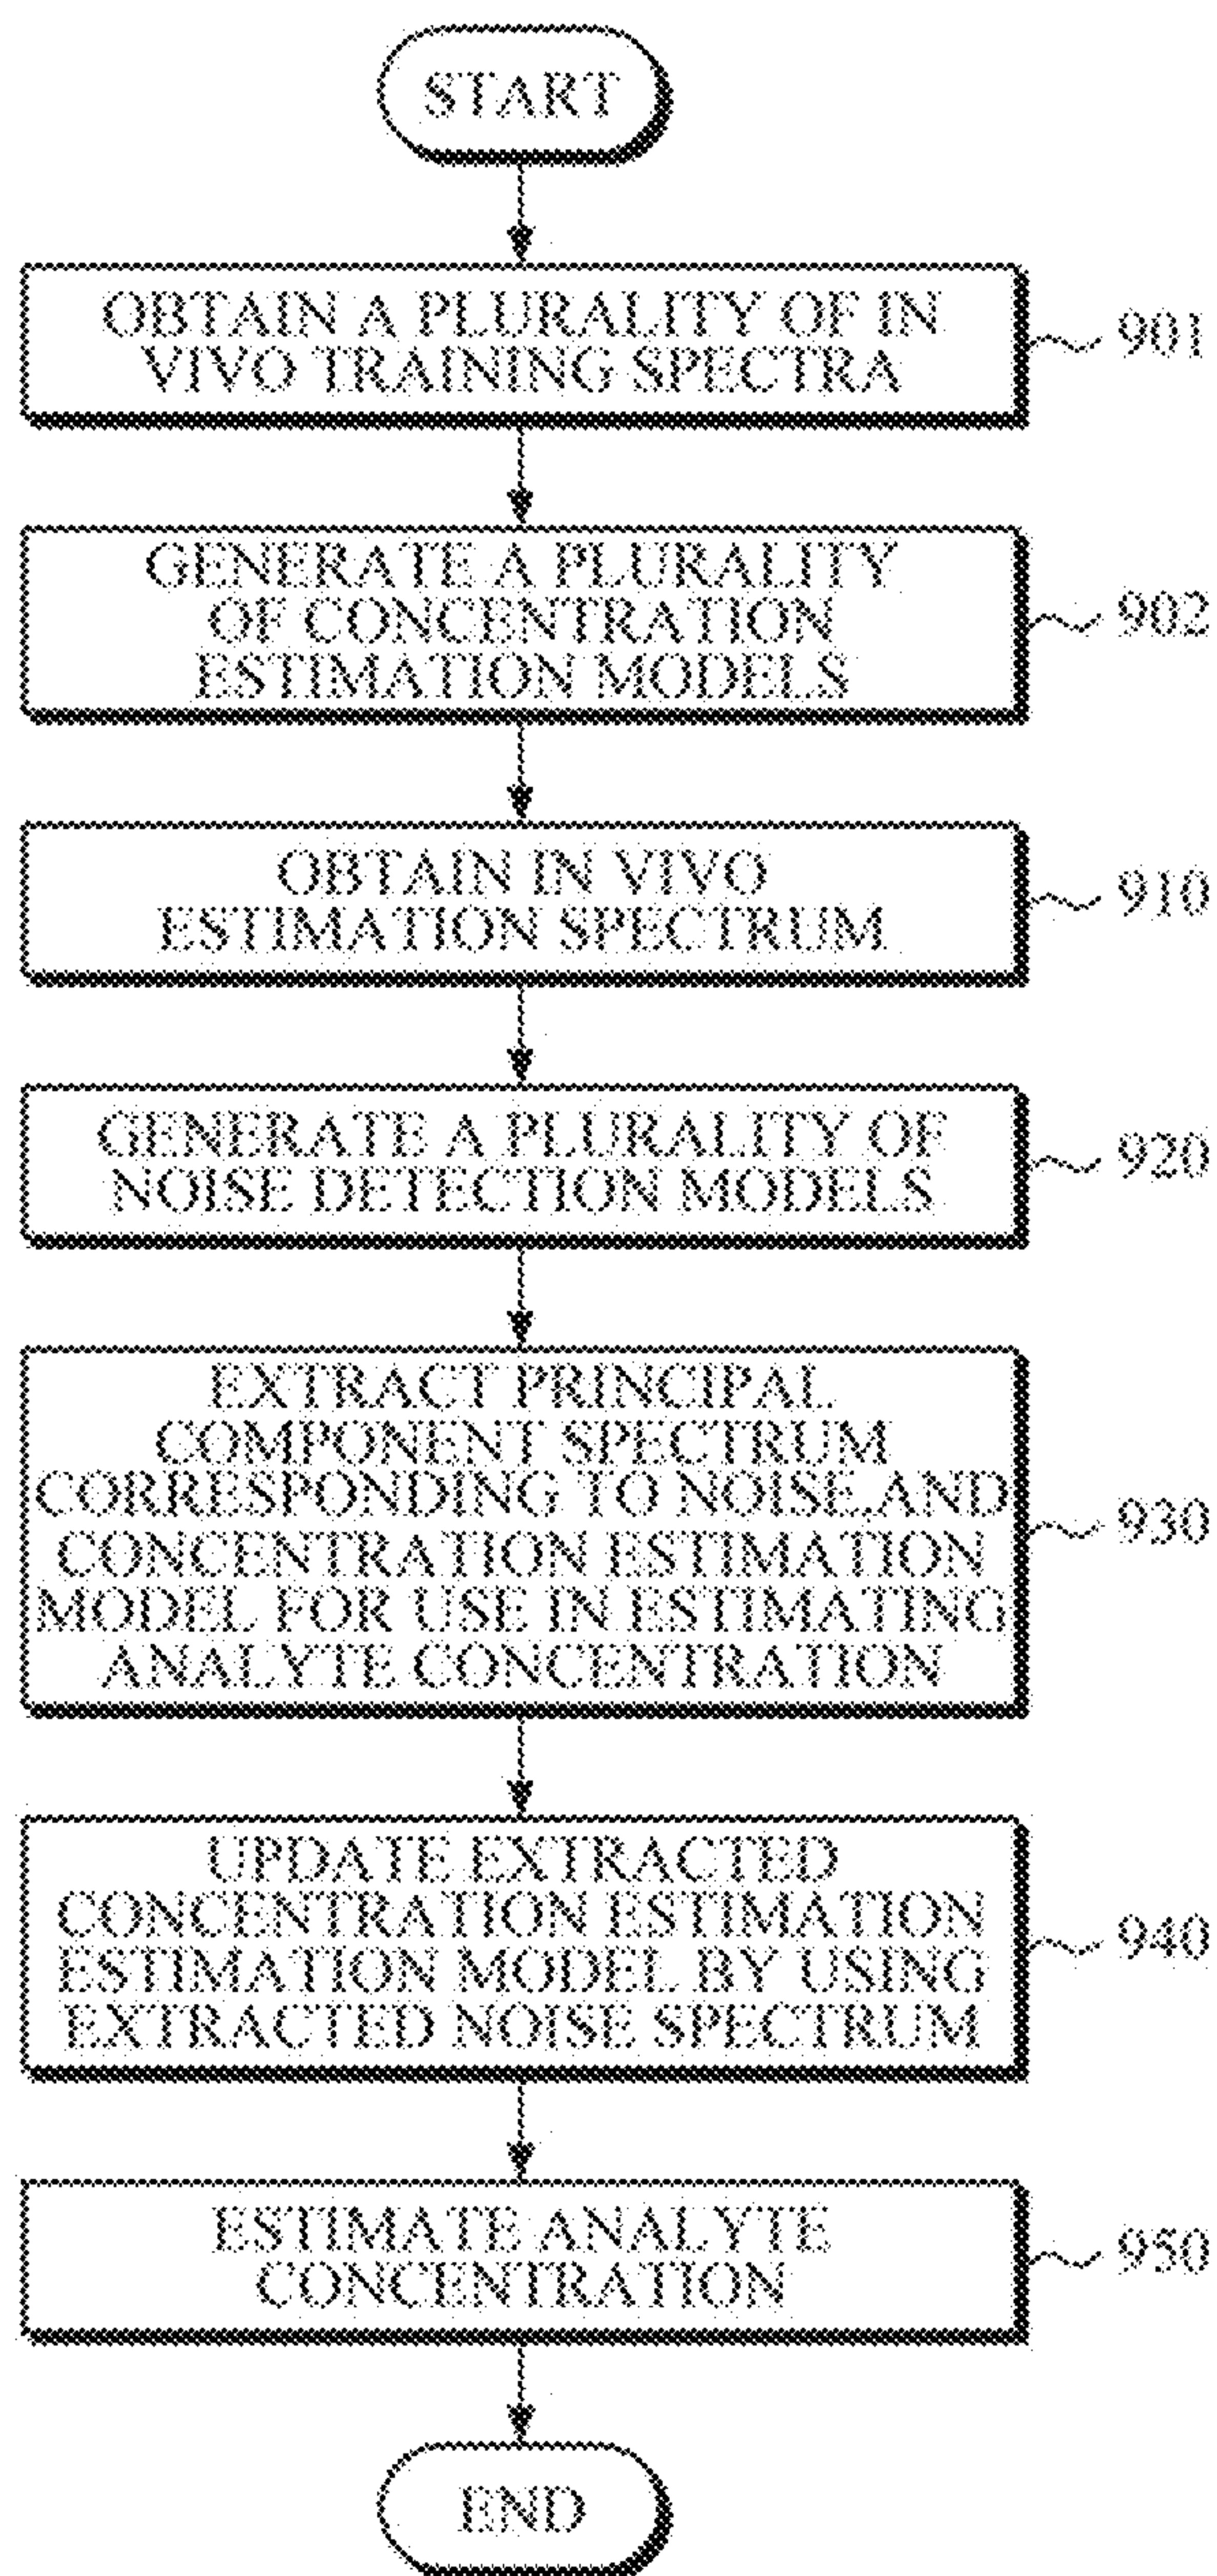 START
OBTAIN A PLURALITY OF IN
VIVO TRAINING SPECTRA
901
GENERATE A PLURALITY
OF CONCENTRATION
ESTIMATION MODELS
902
OBTAIN IN VIVO
ESTIMATION SPECTRUM
910
GENERATE A PLURALITY OF
NOISE DETECTION MODELS
920
EXTRACT PRINCIPAL
COMPONENT SPECTRUM
CORRESPONDING TO NOISE AND
CONCENTRATION ESTIMATION
MODEL FOR USE IN ESTIMATING
ANALYTE CONCENTRATION
930
UPDATE EXTRACTED
CONCENTRATION ESTIMATION
ESTIMATION MODEL BY USING
EXTRACTED NOISE SPECTRUM
940
ESTIMATE ANALYTE
CONCENTRATION
950
END